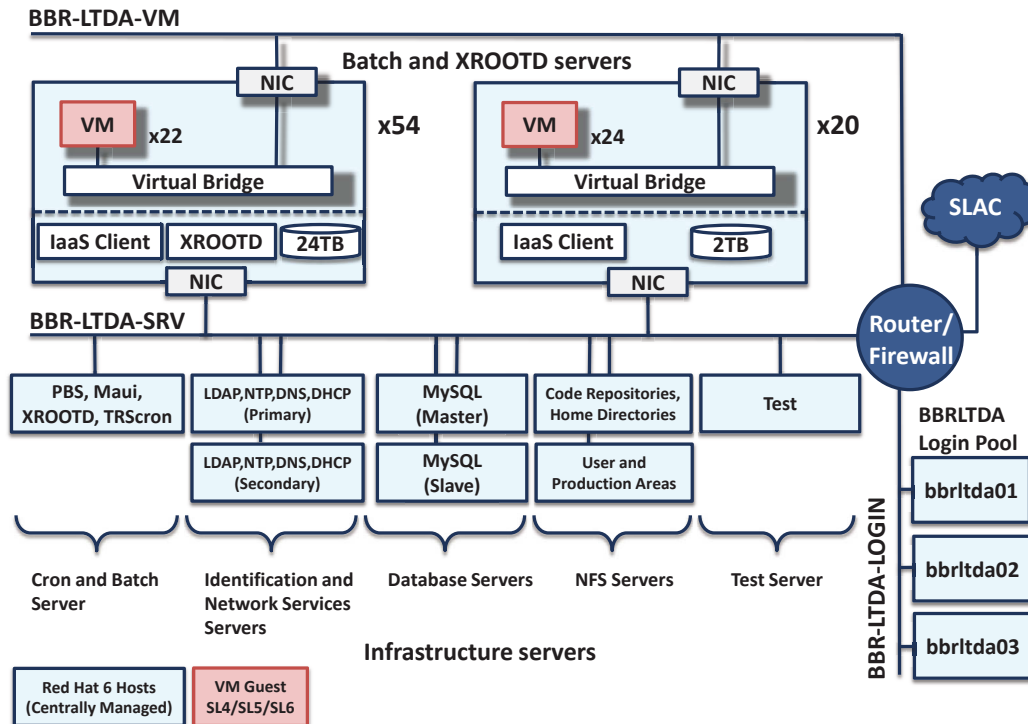 BBR-LTDA-VM
Batch and XROOTD servers
NIC
NIC
VM
x22
x54
VM
x24
x20
Virtual Bridge
Virtual Bridge
SLAC
IaaS Client
XROOTD
24TB
IaaS Client
2TB
NIC
NIC
BBR-LTDA-SRV
Router/
Firewall
PBS, Maui,
XROOTD, TRScron
LDAP,NTP,DNS,DHCP
(Primary)
MySQL
(Master)
Code Repositories,
Home Directories
Test
LDAP,NTP,DNS,DHCP
(Secondary)
MySQL
(Slave)
User and
Production Areas
BBRLTDA
Login Pool
bbrltda01
bbrltda02
bbrltda03
BBR-LTDA-LOGIN
Cron and Batch
Server
Identification and
Network Services
Servers
Database Servers
NFS Servers
Test Server
Infrastructure servers
Red Hat 6 Hosts
(Centrally Managed)
VM Guest
SL4/SL5/SL6